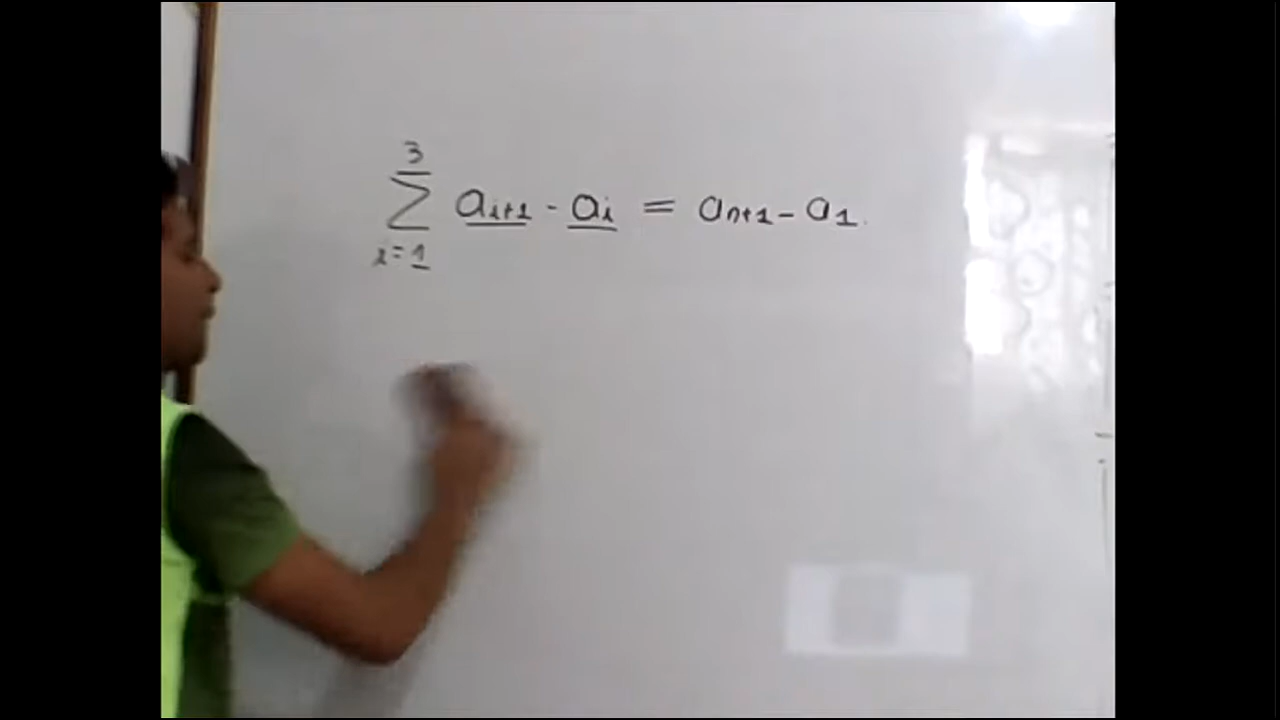 3
∑ a_{i+1} - a_i = a_{n+1} - a_1.
i=1